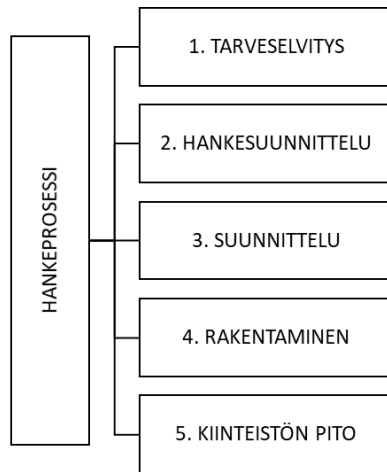 HANKEPROSESSI
1. TARVESELVITYS
2. HANKESUUNNITTELU
3. SUUNNITTELU
4. RAKENTAMINEN
5. KIINTEISTÖN PITO